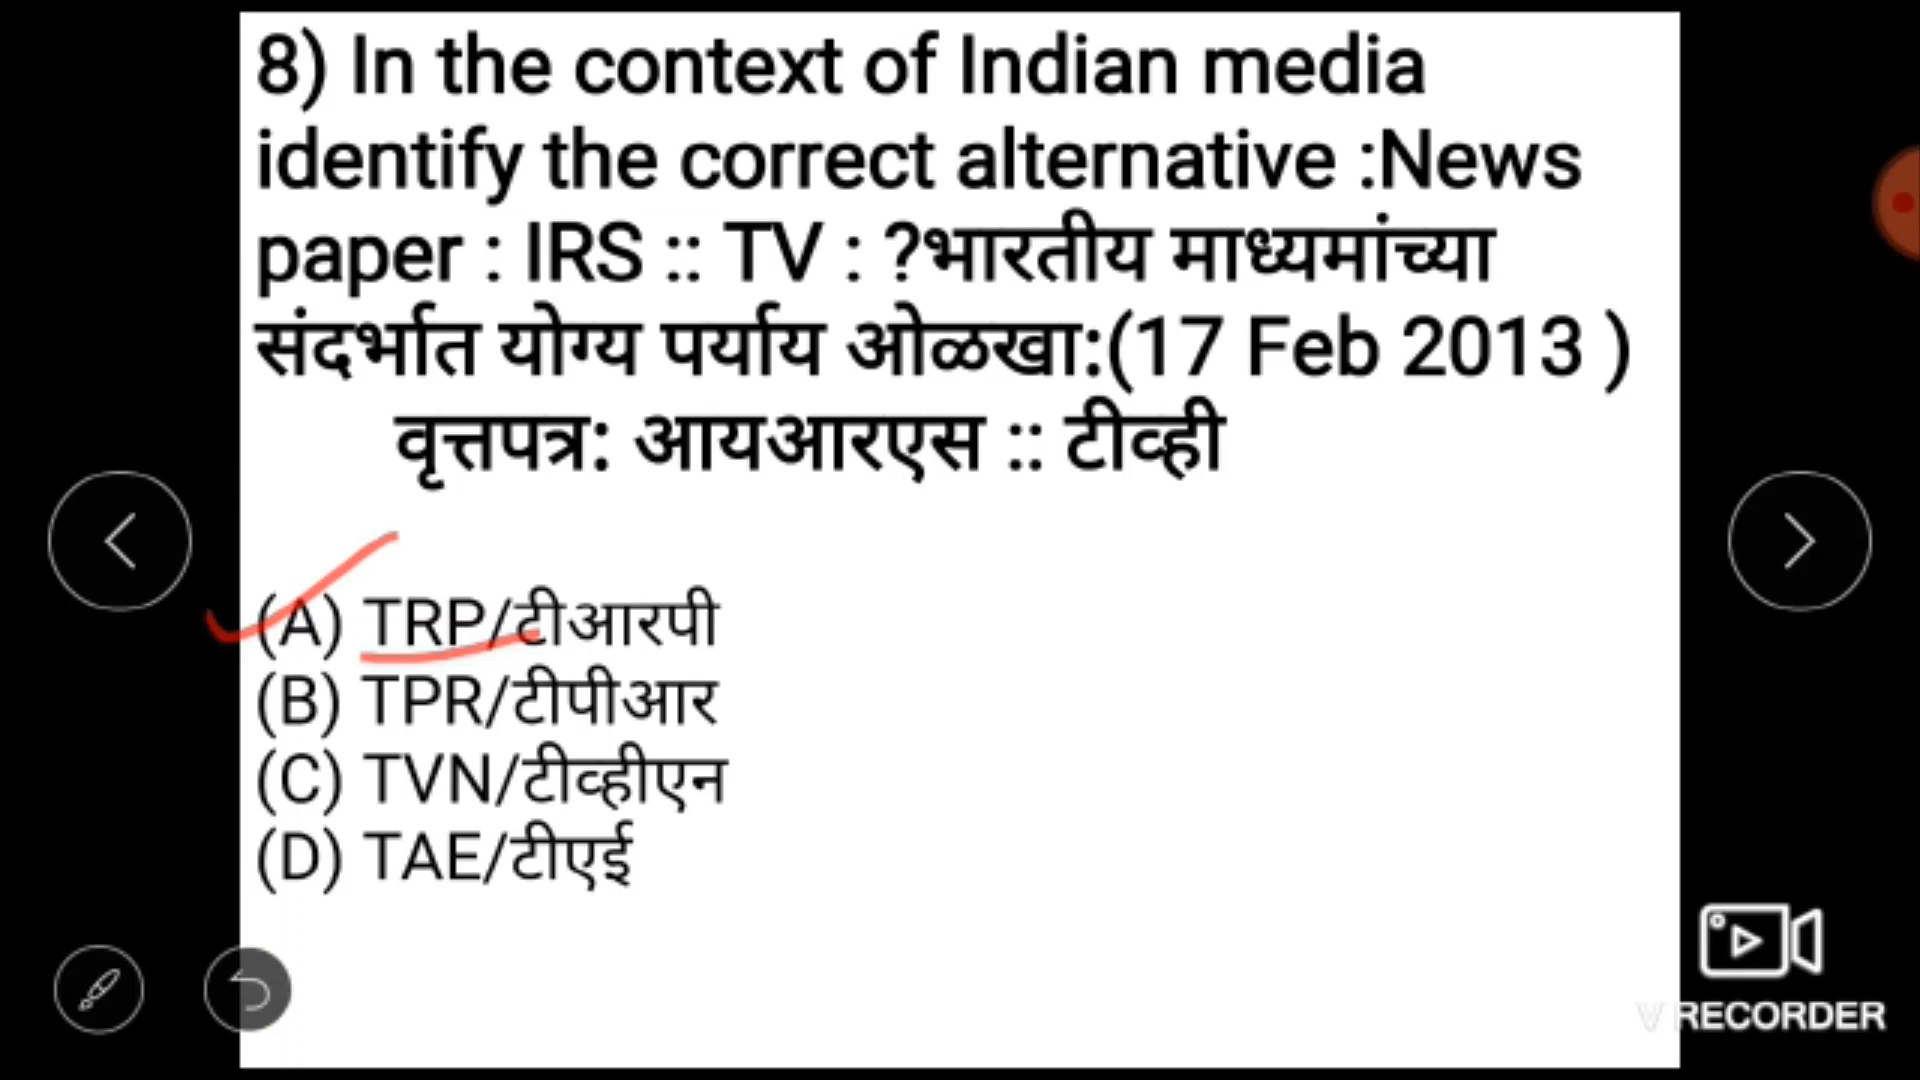 8) In the context of Indian media
identify the correct alternative :News
paper : IRS :: TV : ?भारतीय माध्यमांच्या
संदर्भात योग्य पर्याय ओळखा:(17 Feb 2013 )
वृत्तपत्र: आयआरएस :: टीव्ही
(A) TRP/टीआरपी
(B) TPR/टीपीआर
(C) TVN/टीव्हीएन
(D) TAE/टीएई
V RECORDER